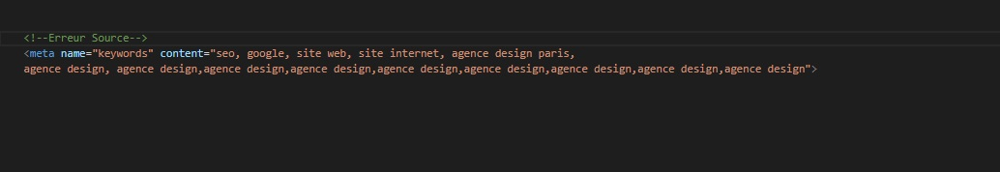 <!--Erreur Source-->
<meta name="keywords" content="seo, google, site web, site internet, agence design paris,
agence design, agence design,agence design,agence design,agence design,agence design,agence design,agence design,agence design">